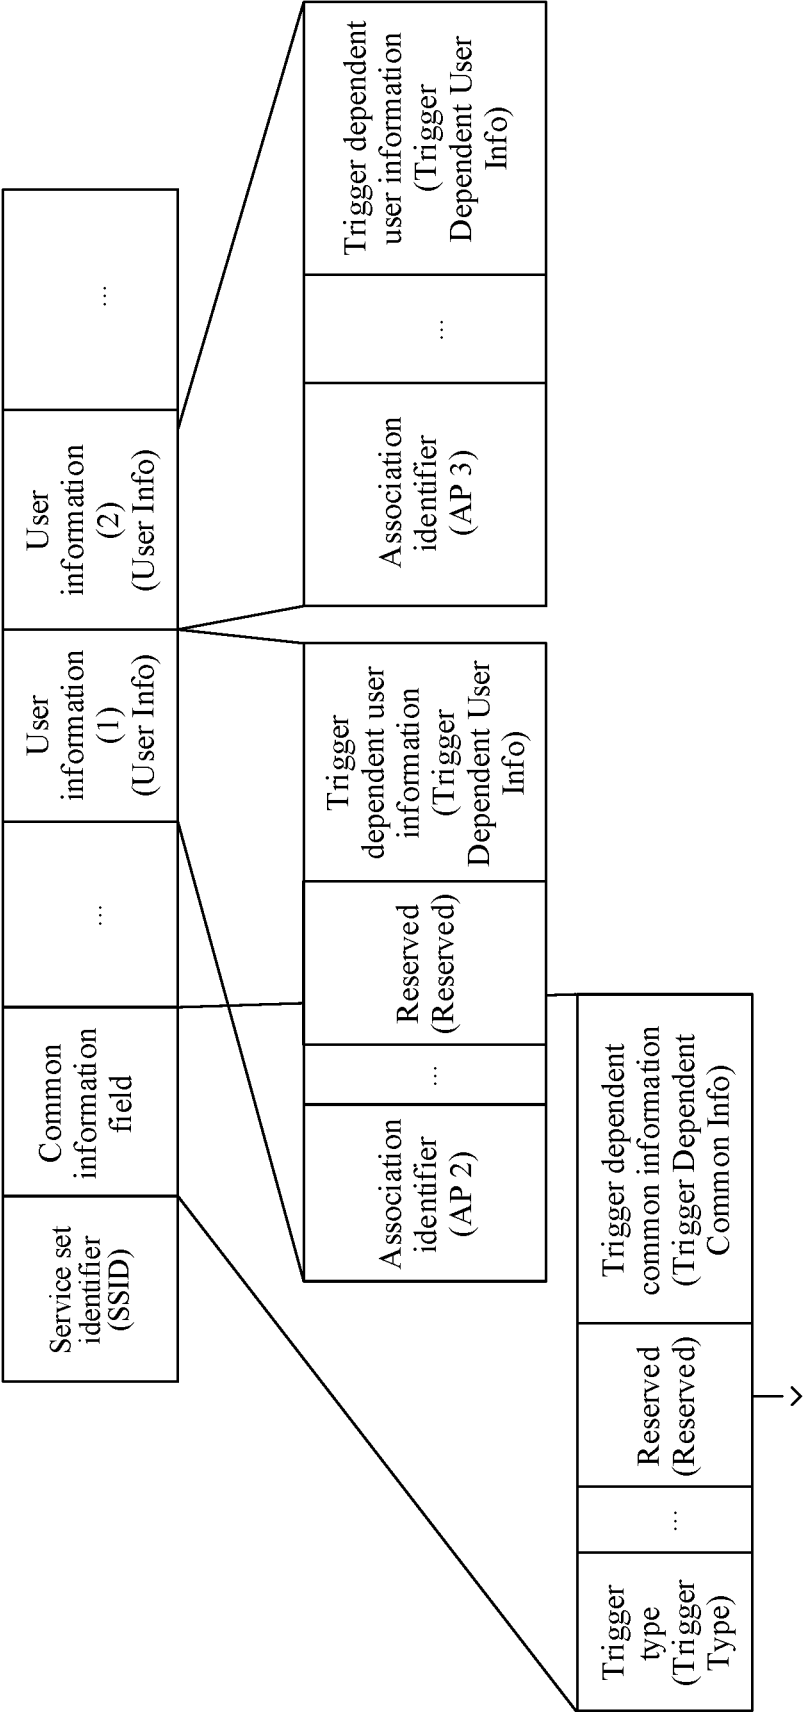 Service set
identifier
(SSID)
Common
information
field
...
User
information
(1)
(User Info)
User
information
(2)
(User Info)
...
Association
identifier
(AP 2)
...
Reserved
(Reserved)
Trigger
dependent user
information
(Trigger
Dependent User
Info)
Association
identifier
(AP 3)
...
Trigger dependent
user information
(Trigger
Dependent User
Info)
Trigger
type
(Trigger
Type)
...
Reserved
(Reserved)
Trigger dependent
common information
(Trigger Dependent
Common Info)